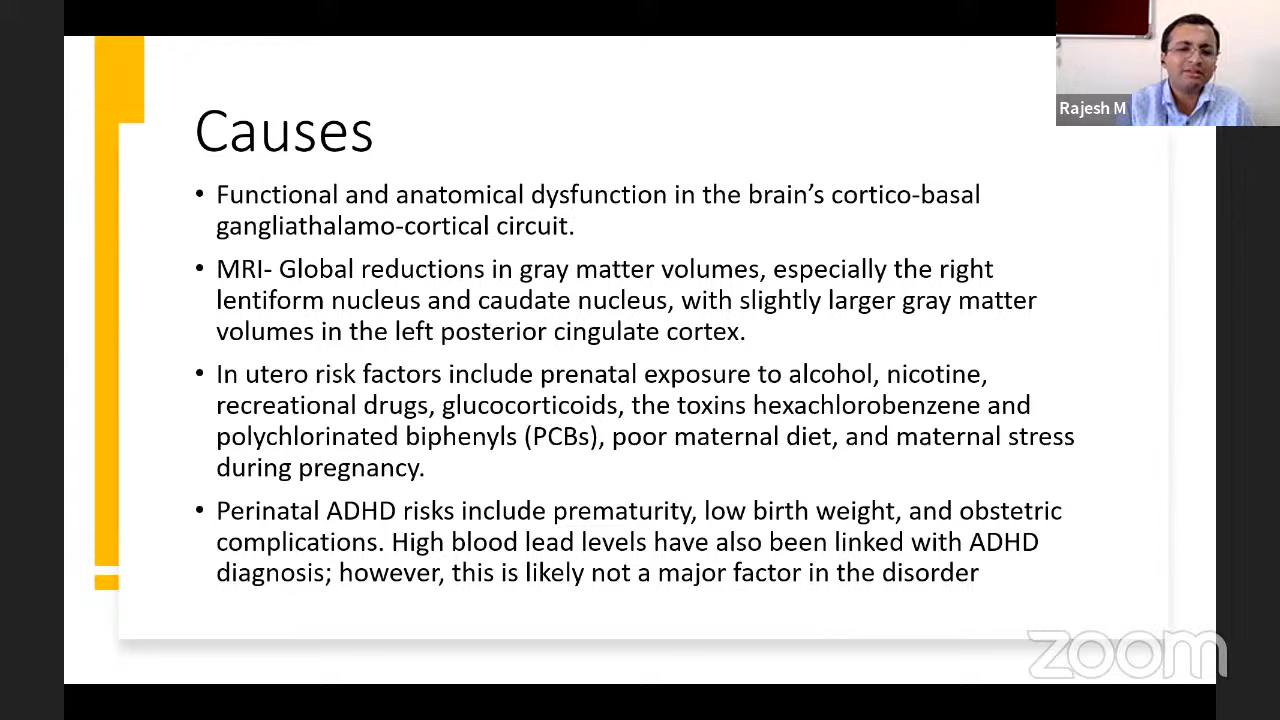 Causes
• Functional and anatomical dysfunction in the brain’s cortico-basal
gangliathalamo-cortical circuit.
• MRI- Global reductions in gray matter volumes, especially the right
lentiform nucleus and caudate nucleus, with slightly larger gray matter
volumes in the left posterior cingulate cortex.
• In utero risk factors include prenatal exposure to alcohol, nicotine,
recreational drugs, glucocorticoids, the toxins hexachlorobenzene and
polychlorinated biphenyls (PCBs), poor maternal diet, and maternal stress
during pregnancy.
• Perinatal ADHD risks include prematurity, low birth weight, and obstetric
complications. High blood lead levels have also been linked with ADHD
diagnosis; however, this is likely not a major factor in the disorder
Rajesh M
zoom